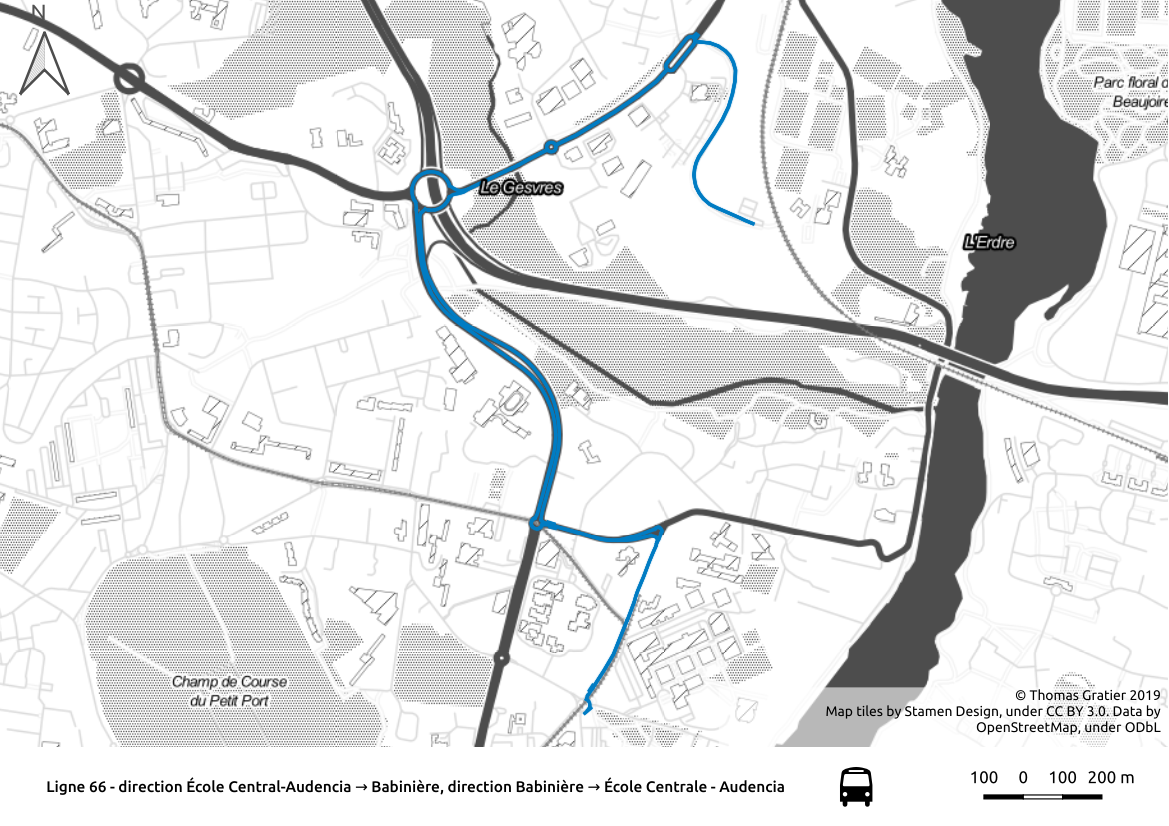 N
Parc floral d
Beaujoire
Le Gesvres
L'Erdre
Champ de Course
du Petit Port
© Thomas Gratier 2019
Map tiles by Stamen Design, under CC BY 3.0. Data by
OpenStreetMap, under ODbL
Ligne 66 - direction École Central-Audencia → Babinière, direction Babinière → École Centrale - Audencia
100 0 100 200 m